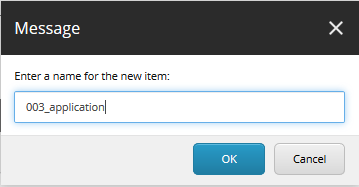 Message
Enter a name for the new item:
003_application
OK
Cancel